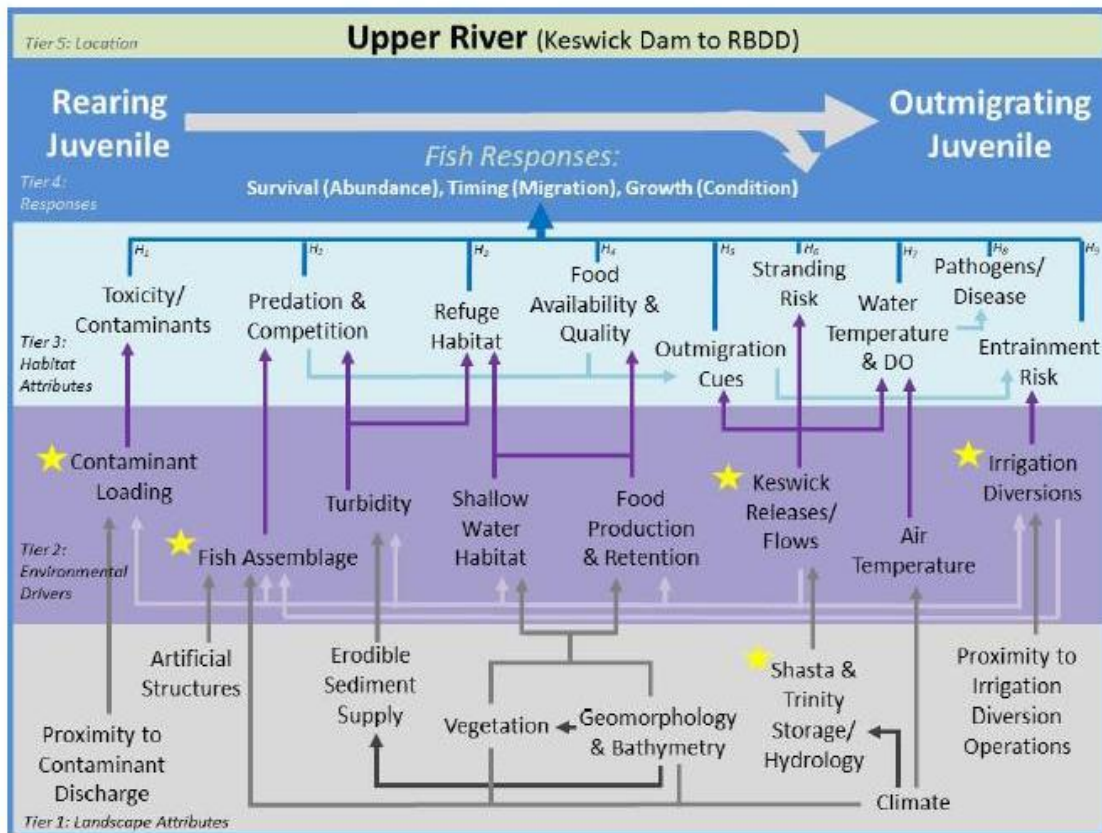 Tier 5: Location
Upper River (Keswick Dam to RBDD)
Rearing
Juvenile
Outmigrating
Juvenile
Fish Responses:
Survival (Abundance), Timing (Migration), Growth (Condition)
Tier 4:
Responses
H1
H2
H3
H4
H5
H6
H7
H8
H9
Toxicity/
Contaminants
Predation &
Competition
Refuge
Habitat
Food
Availability &
Quality
Outmigration
Cues
Stranding
Risk
Water
Temperature
& DO
Pathogens/
Disease
Entrainment
Risk
Tier 3:
Habitat
Attributes
Contaminant
Loading
Fish Assemblage
Turbidity
Shallow
Water
Habitat
Food
Production
& Retention
Keswick
Releases/
Flows
Air
Temperature
Irrigation
Diversions
Tier 2:
Environmental
Drivers
Proximity to
Contaminant
Discharge
Artificial
Structures
Erodible
Sediment
Supply
Vegetation
Geomorphology
& Bathymetry
Shasta &
Trinity
Storage/
Hydrology
Climate
Proximity to
Irrigation
Diversion
Operations
Tier 1: Landscape Attributes